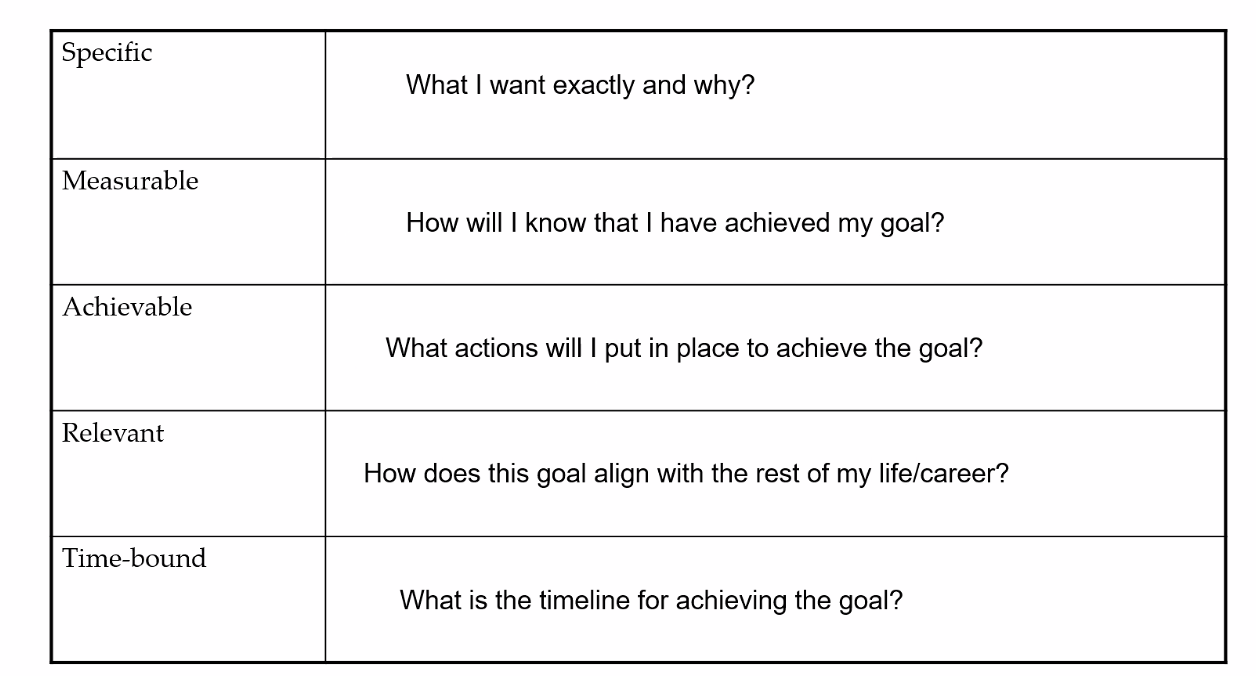 Specific
What I want exactly and why?
Measurable
How will I know that I have achieved my goal?
Achievable
What actions will I put in place to achieve the goal?
Relevant
How does this goal align with the rest of my life/career?
Time-bound
What is the timeline for achieving the goal?